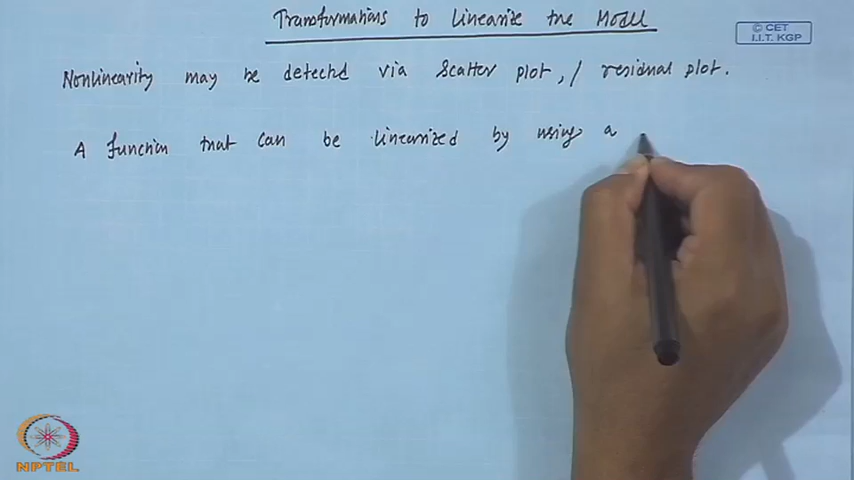 Transformations to linearize the Model
© CET
I.I.T. KGP
Nonlinearity may be detected via Scatter plot, / residual plot.
A function that can be linearized by using a
NPTEL